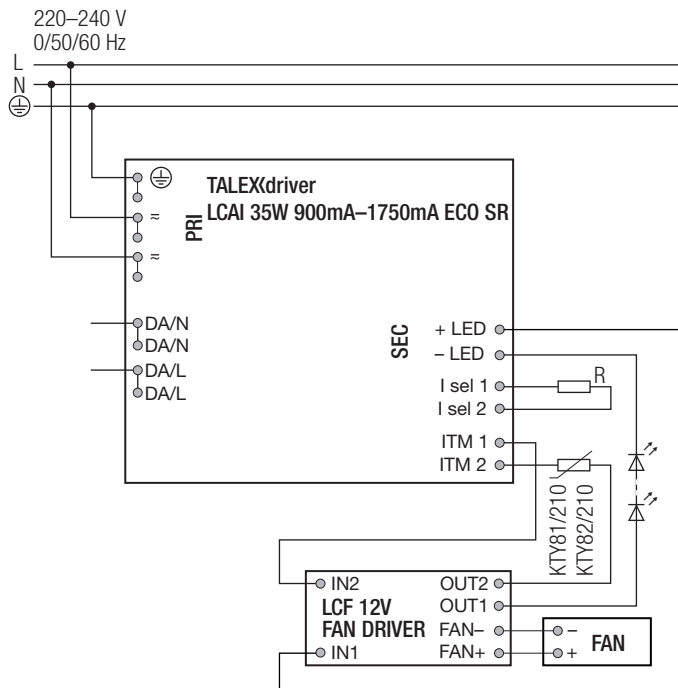 220–240 V
0/50/60 Hz
L
N
TALEXXdriver
LCAI 35W 900mA–1750mA ECO SR
PRI
≈
≈
DA/N
DA/N
DA/L
DA/L
SEC
+ LED
– LED
I sel 1
R
I sel 2
ITM 1
ITM 2
KTY81/210
KTY82/210
IN2
OUT2
LCF 12V
OUT1
FAN DRIVER
FAN–
–
FAN
IN1
FAN+
+